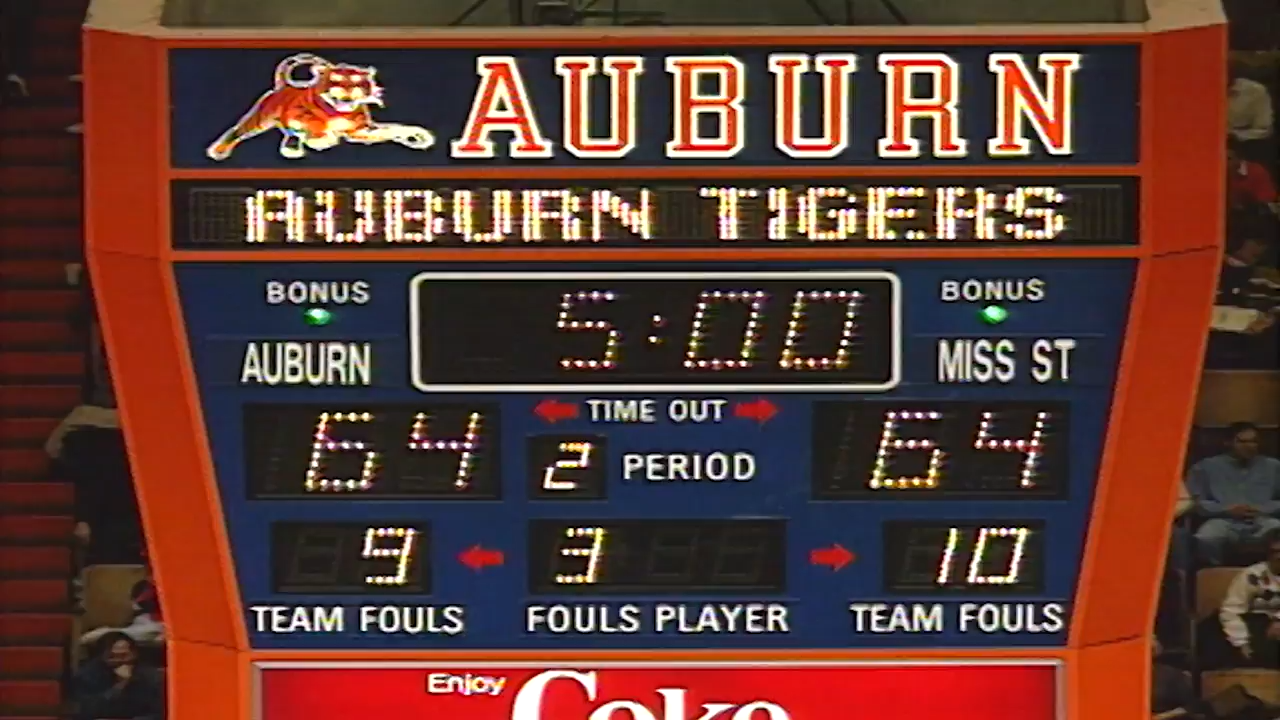 AUBURN
AUBURN TIGERS
BONUS 5:00 BONUS
AUBURN MISS ST
TIME OUT
64 2 PERIOD 64
9 3 10
TEAM FOULS FOULS PLAYER TEAM FOULS
Enjoy
Coke